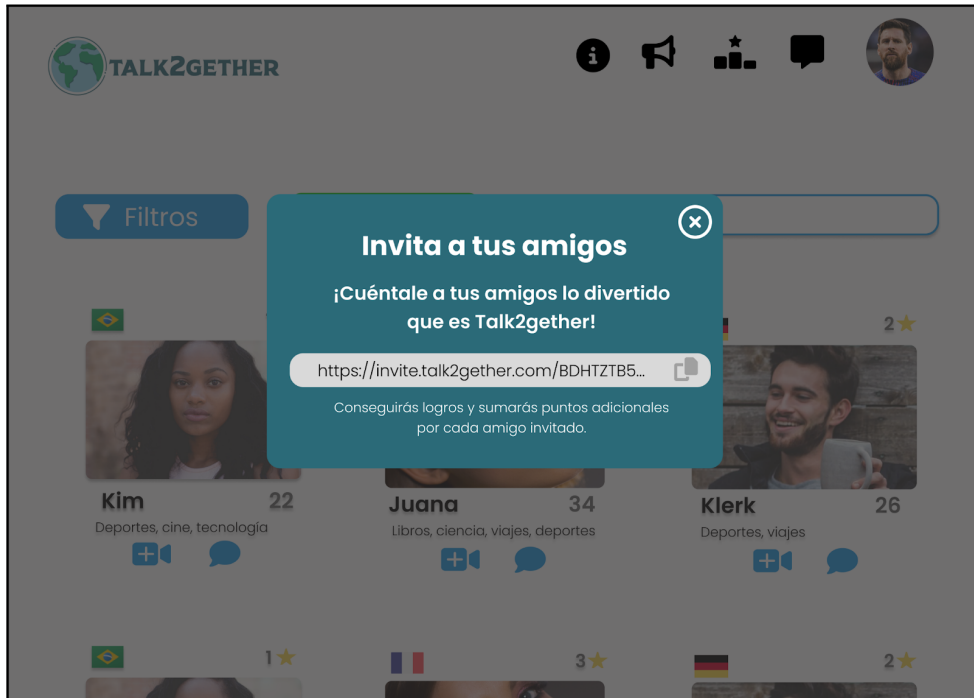 TALK2GETHER
Filtros
Invita a tus amigos
¡Cuéntale a tus amigos lo divertido
que es Talk2gether!
https://invite.talk2gether.com/BDHTZTB5...
Conseguirás logros y sumarás puntos adicionales
por cada amigo invitado.
2
Kim 22
Deportes, cine, tecnología
Juana 34
Libros, ciencia, viajes, deportes
Klerk 26
Deportes, viajes
1
3
2